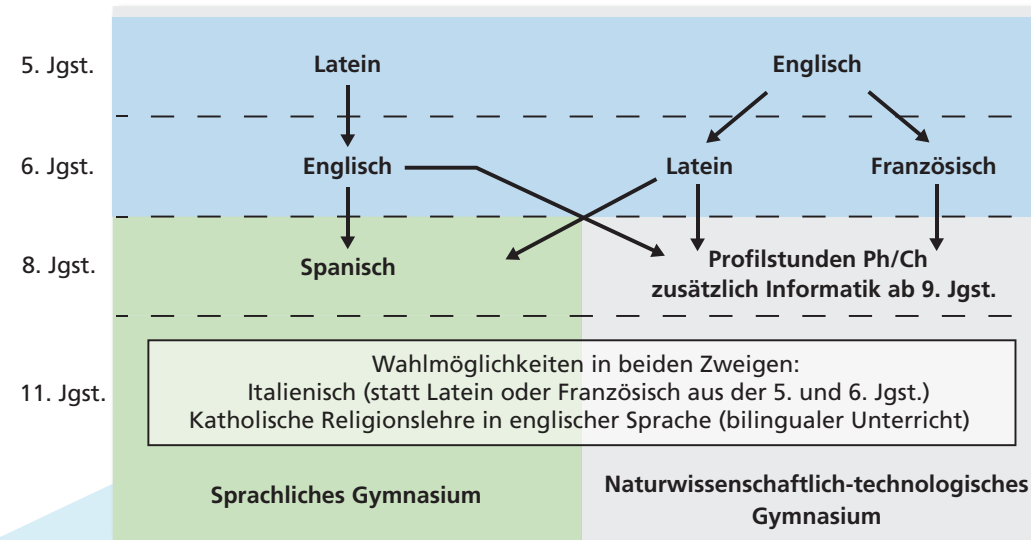 5. Jgst.
Latein
Englisch
6. Jgst.
Englisch
Latein
Französisch
8. Jgst.
Spanisch
Profilstunden Ph/Ch
zusätzlich Informatik ab 9. Jgst.
11. Jgst.
Wahlmöglichkeiten in beiden Zweigen:
Italienisch (statt Latein oder Französisch aus der 5. und 6. Jgst.)
Katholische Religionslehre in englischer Sprache (bilingualer Unterricht)
Sprachliches Gymnasium
Naturwissenschaftlich-technologisches
Gymnasium